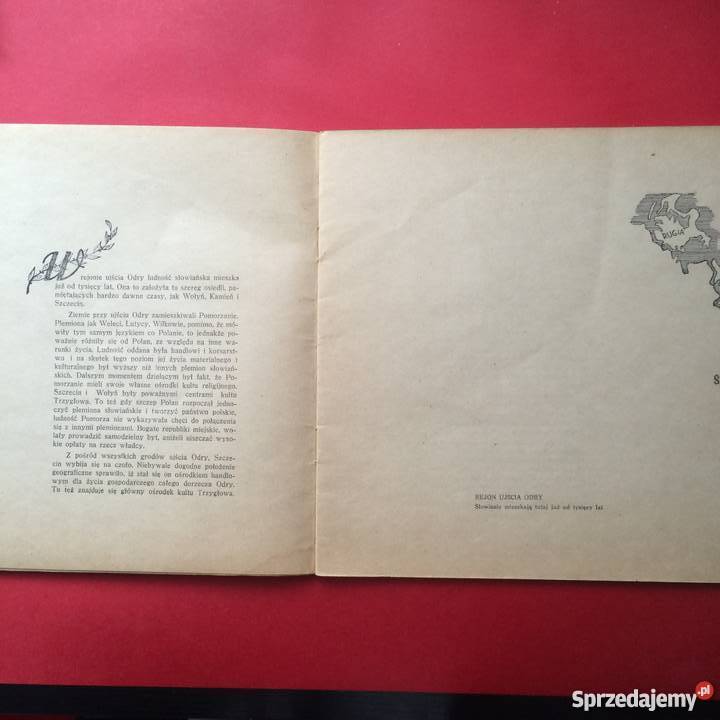 W rejonie ujścia Odry ludność słowiańska mieszka
już od tysięcy lat. Ona to założyła tu szereg osiedli, pa-
miętających bardzo dawne czasy, jak Wołyń, Kamień i
Szczecin.
Ziemie przy ujściu Odry zamieszkiwali Pomorzanie.
Plemiona jak Weleci, Lutycy, Wilkowie, pomimo, że mó-
wiły tym samym językiem co Polanie, to jednakże po-
ważnie różniły się od Polan, ze względu na inne wa-
runki życia. Ludność oddana była handlowi i korsarst-
wu i na skutek tego poziom jej życia materialnego i
kulturalnego był wyższy niż innych plemion słowiań-
skich. Dalszym momentem dzielącym był fakt, że Po-
morzanie mieli swoje własne ośrodki kultu religijnego.
Szczecin i Wołyń były poważnymi centrami kultu
Trzygłowa. To też gdy szczep Polan rozpoczął jedno-
czyć plemiona słowiańskie i tworzyć państwo polskie,
ludność Pomorza nie wykazywała chęci do połączenia
się z innymi plemionami. Bogate republiki miejskie, wo-
lały prowadzić samodzielny byt, aniżeli uiszczać wyso-
kie opłaty na rzecz władcy.
Z pośród wszystkich grodów ujścia Odry, Szcze-
cin wybija się na czoło. Niebywale dogodne położenie
geograficzne sprawiło, iż stał się on ośrodkiem handlo-
wym dla życia gospodarczego całego dorzecza Odry.
Tu też znajduje się główny ośrodek kultu Trzygłowa.
RUGIA
S
REJON UJŚCIA ODRY
Słowianie mieszkają tutaj już od tysięcy lat
Sprzedajemy.pl